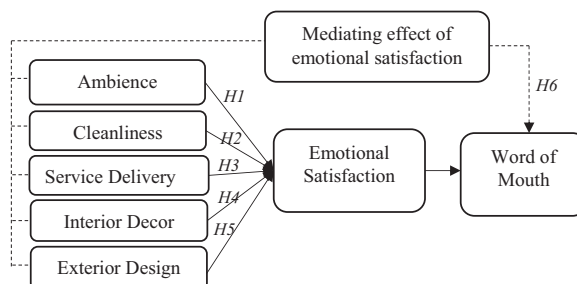 Mediating effect of
emotional satisfaction
Ambience
H1
H6
Cleanliness
H2
Emotional
Satisfaction
Word of
Mouth
Service Delivery
H3
Interior Decor
H4
H5
Exterior Design